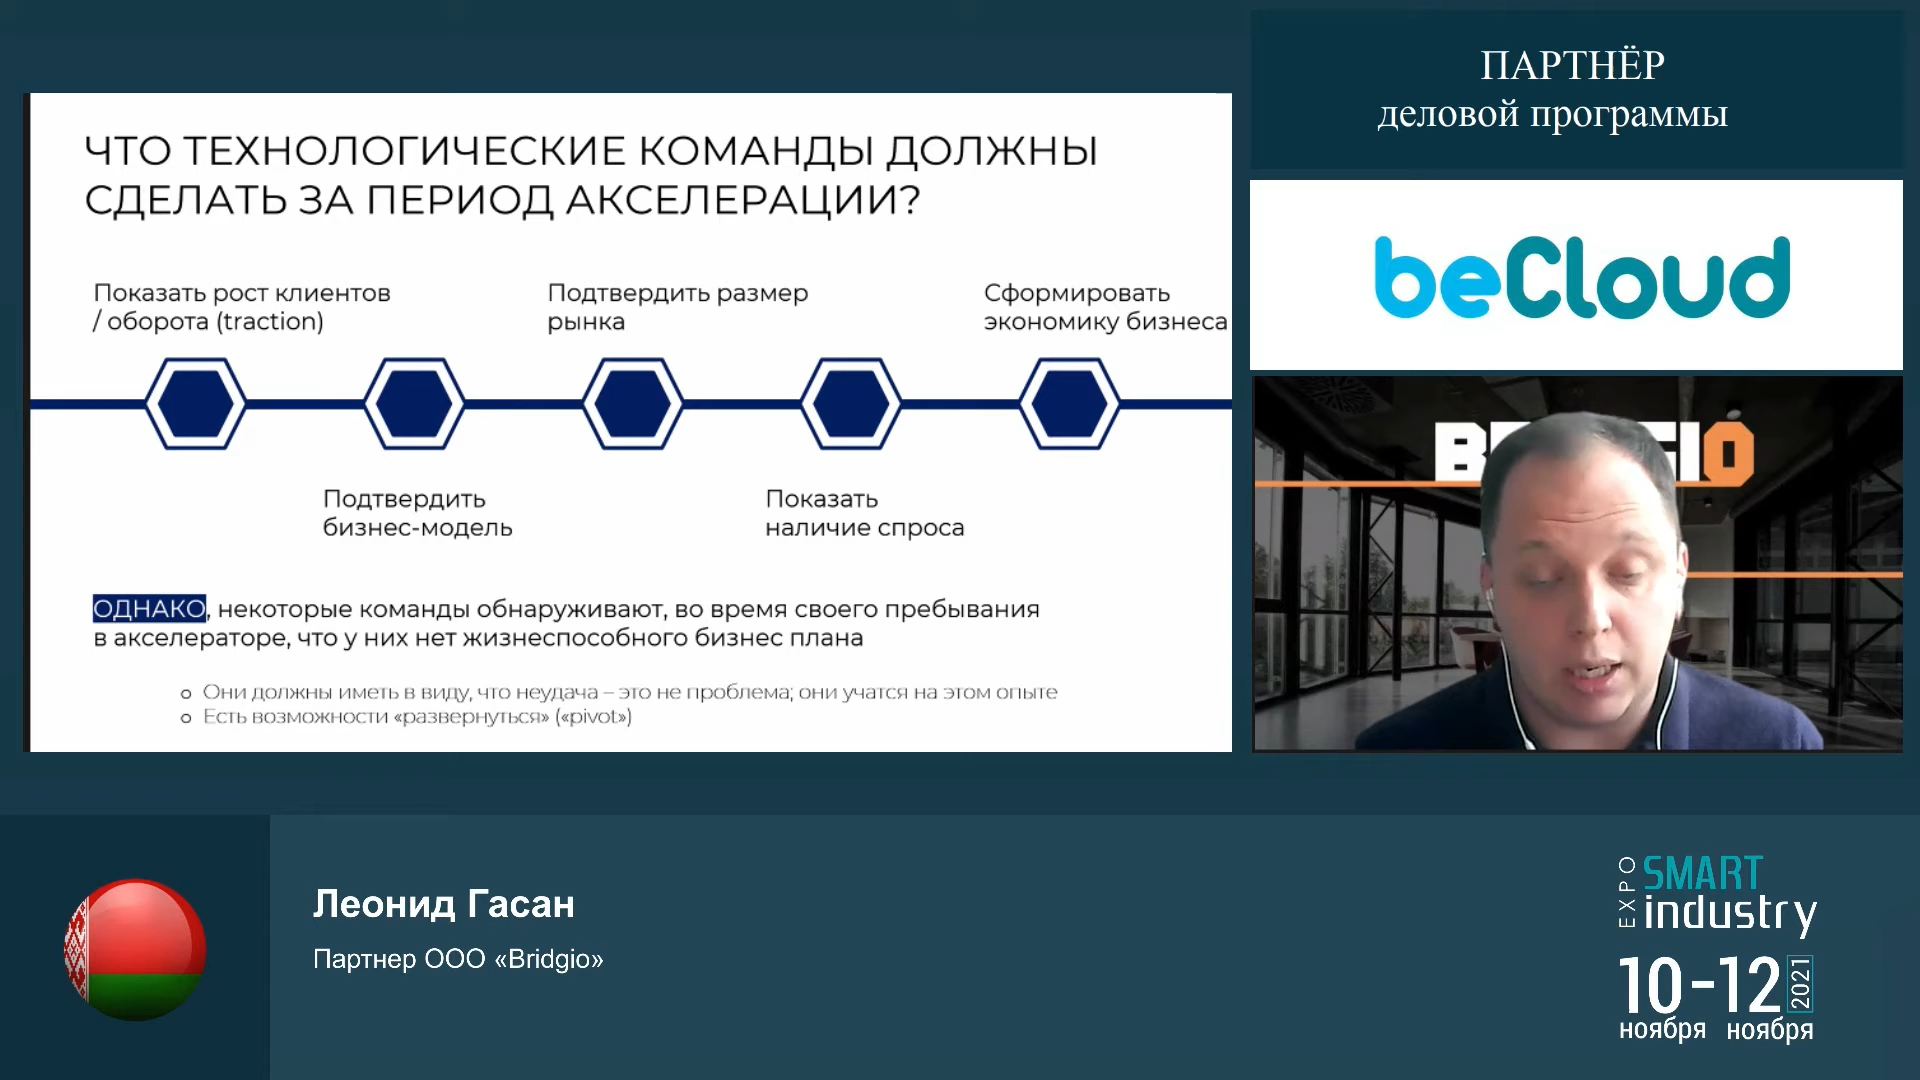 ЧТО ТЕХНОЛОГИЧЕСКИЕ КОМАНДЫ ДОЛЖНЫ
СДЕЛАТЬ ЗА ПЕРИОД АКСЕЛЕРАЦИИ?
Показать рост клиентов
/ оборота (traction)
Подтвердить размер
рынка
Сформировать
экономику бизнеса
Подтвердить
бизнес-модель
Показать
наличие спроса
ОДНАКО, некоторые команды обнаруживают, во время своего пребывания
в акселераторе, что у них нет жизнеспособного бизнес плана
Они должны иметь в виду, что неудача – это не проблема; они учатся на этом опыте
Есть возможности «развернуться» («pivot»)
ПАРТНЁР
деловой программы
beCloud
Леонид Гасан
Партнер ООО «Bridgio»
EXPO
SMART
industry
10-12
2021
ноября ноября